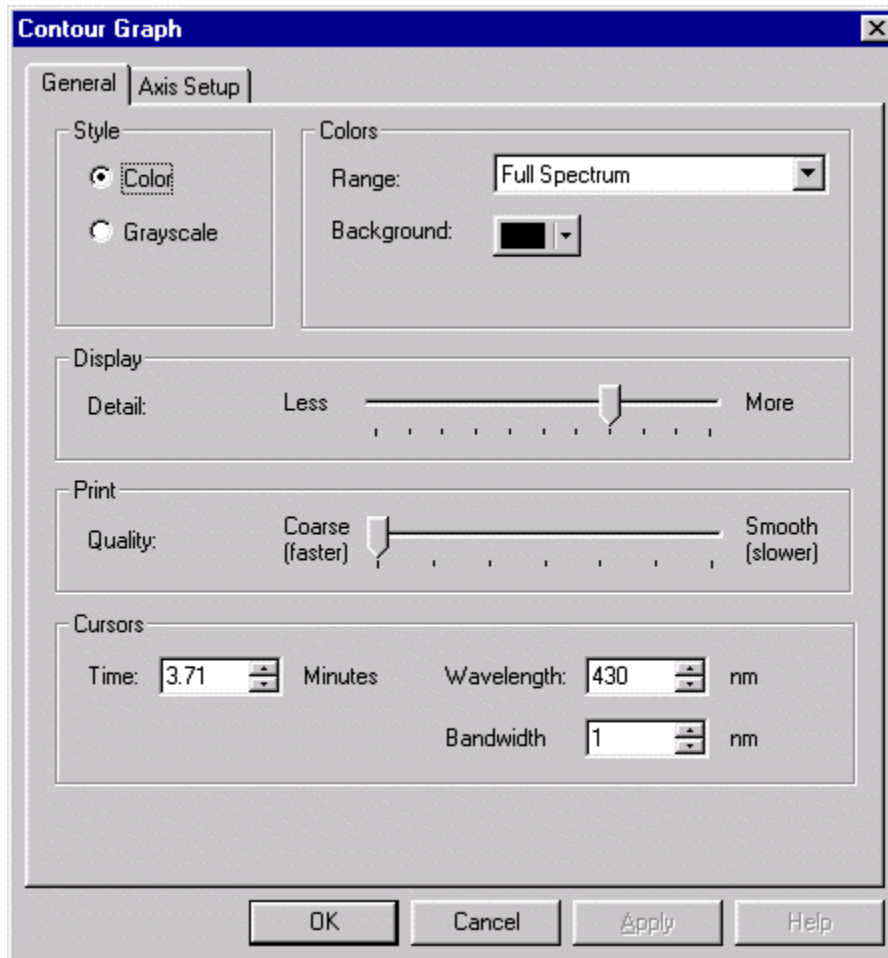 Contour Graph
General Axis Setup
Style
Color
Grayscale
Colors
Range: Full Spectrum
Background:
Display
Detail: Less More
Print
Quality: Coarse (faster) Smooth (slower)
Cursors
Time: 3.71 Minutes Wavelength: 430 nm
Bandwidth 1 nm
OK Cancel Apply Help